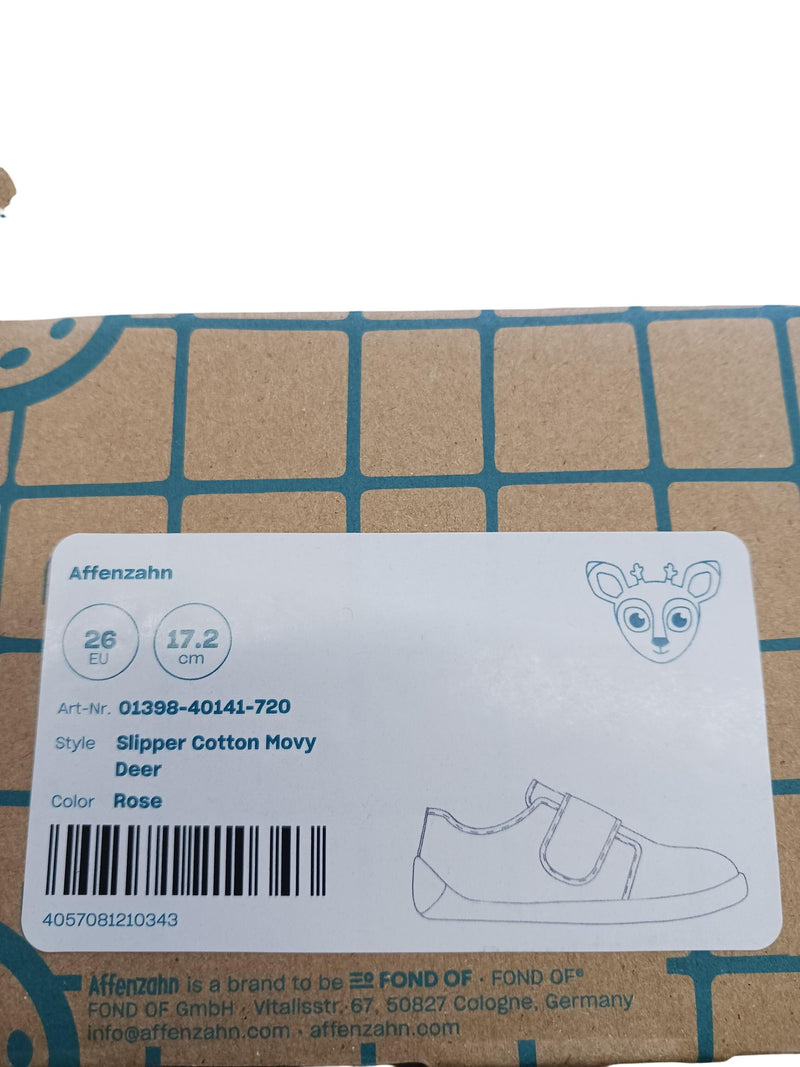 Affenzahn
26 EU
17.2 cm
Art-Nr. 01398-40141-720
Style Slipper Cotton Movy
Deer
Color Rose
4057081210343
Affenzahn is a brand to be FOND OF · FOND OF®
FOND OF GmbH · Vitalisstr. 67, 50827 Cologne, Germany
info@affenzahn.com · affenzahn.com